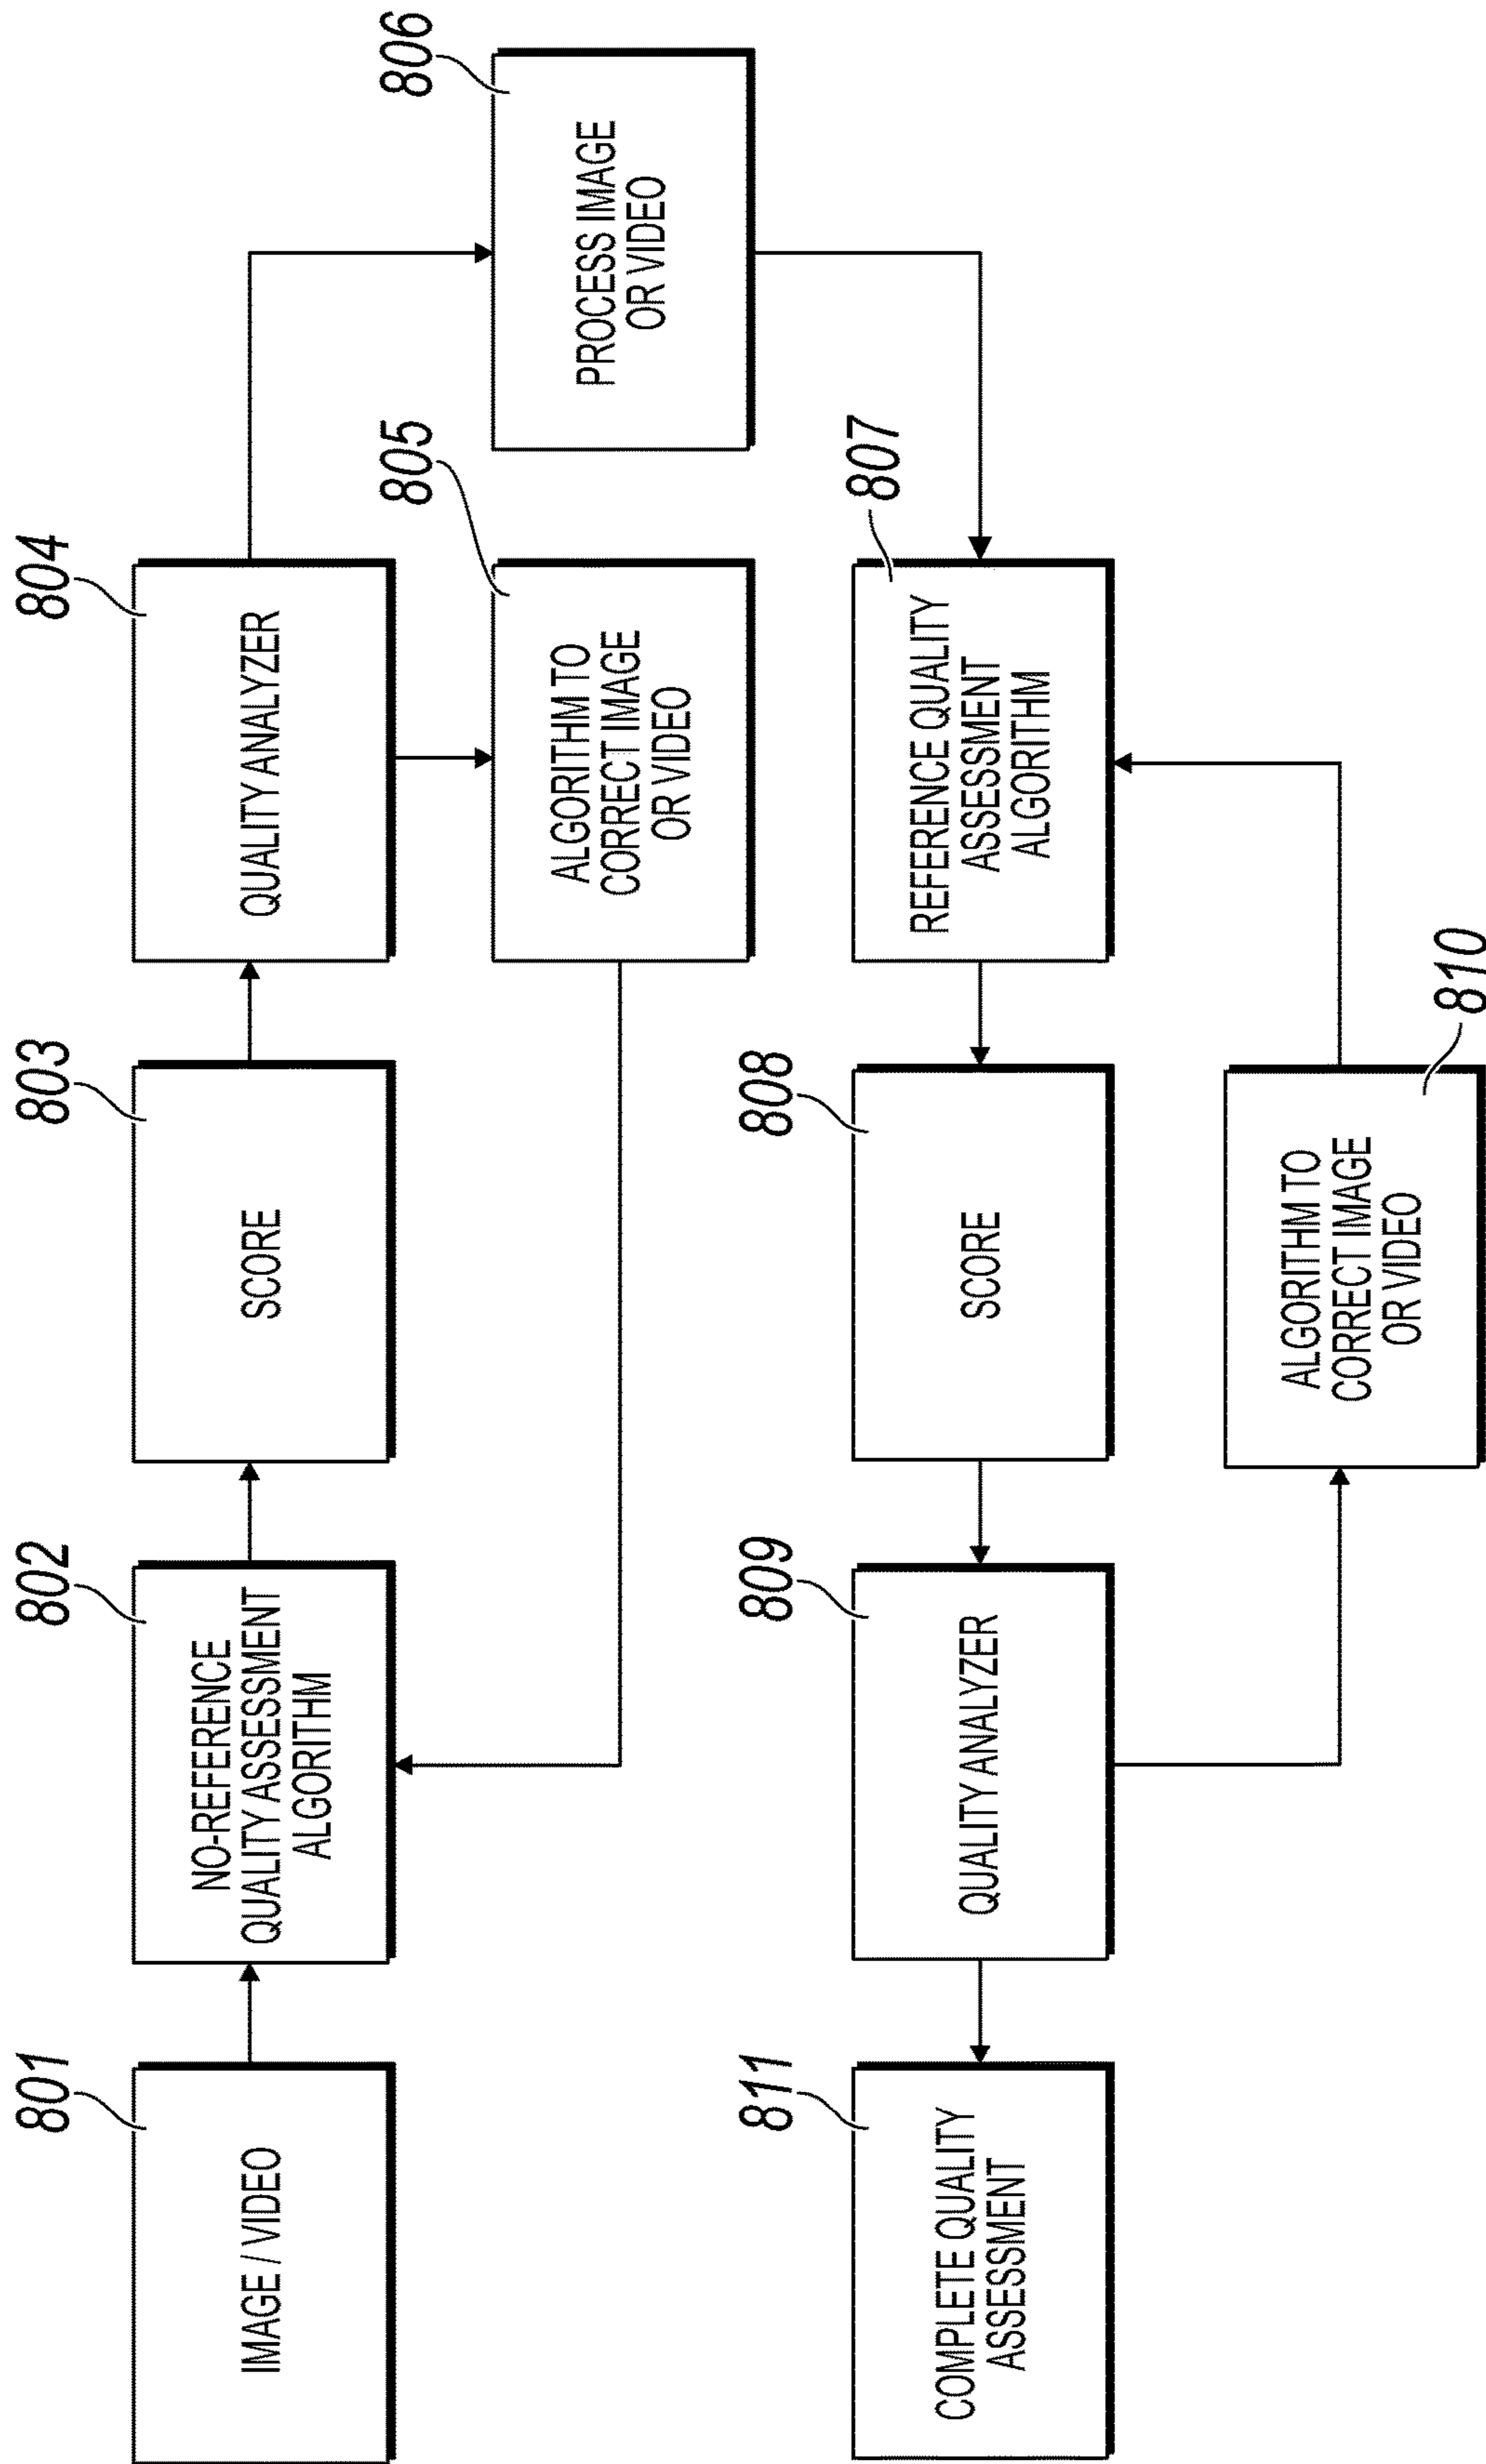 801
IMAGE / VIDEO
802
NO-REFERENCE
QUALITY ASSESSMENT
ALGORITHM
803
SCORE
804
QUALITY ANALYZER
805
ALGORITHM TO
CORRECT IMAGE
OR VIDEO
806
PROCESS IMAGE
OR VIDEO
807
REFERENCE QUALITY
ASSESSMENT
ALGORITHM
808
SCORE
809
QUALITY ANALYZER
810
ALGORITHM TO
CORRECT IMAGE
OR VIDEO
811
COMPLETE QUALITY
ASSESSMENT